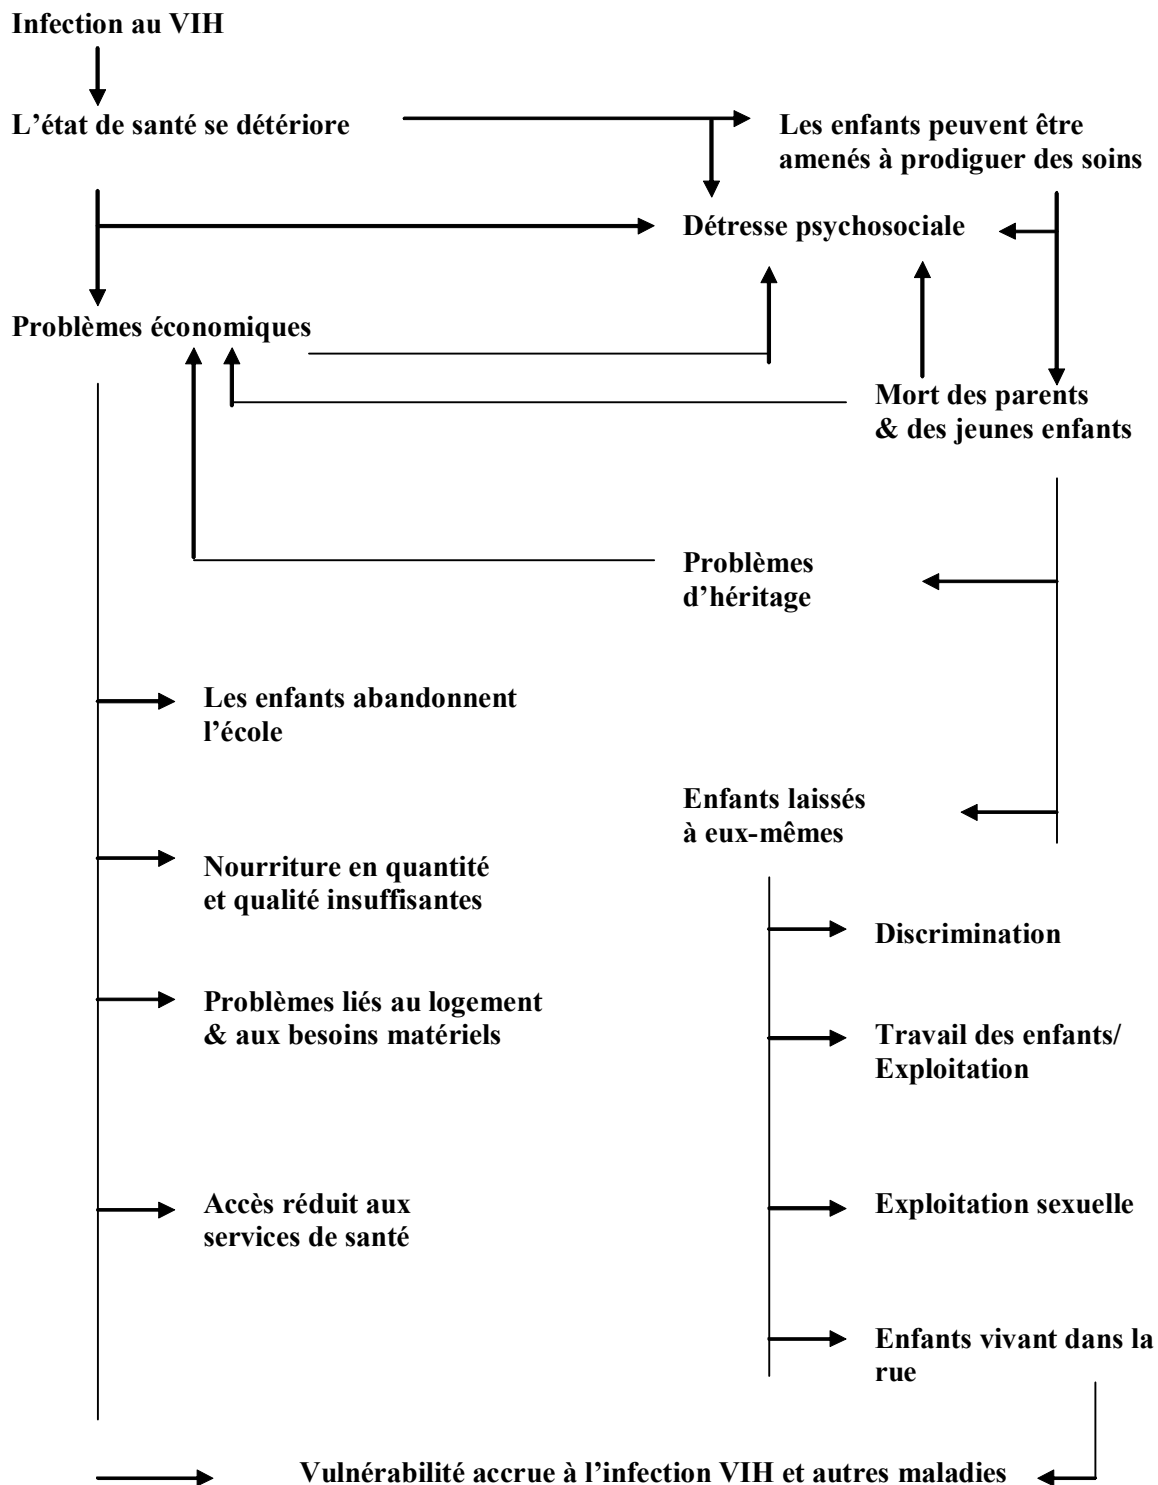 Infection au VIH
L’état de santé se détériore
Les enfants peuvent être
amenés à prodiguer des soins
Détresse psychosociale
Problèmes économiques
Mort des parents
& des jeunes enfants
Problèmes
d’héritage
Les enfants abandonnent
l’école
Enfants laissés
à eux-mêmes
Nourriture en quantité
et qualité insuffisantes
Discrimination
Problèmes liés au logement
& aux besoins matériels
Travail des enfants/
Exploitation
Accès réduit aux
services de santé
Exploitation sexuelle
Enfants vivant dans la
rue
Vulnérabilité accrue à l’infection VIH et autres maladies